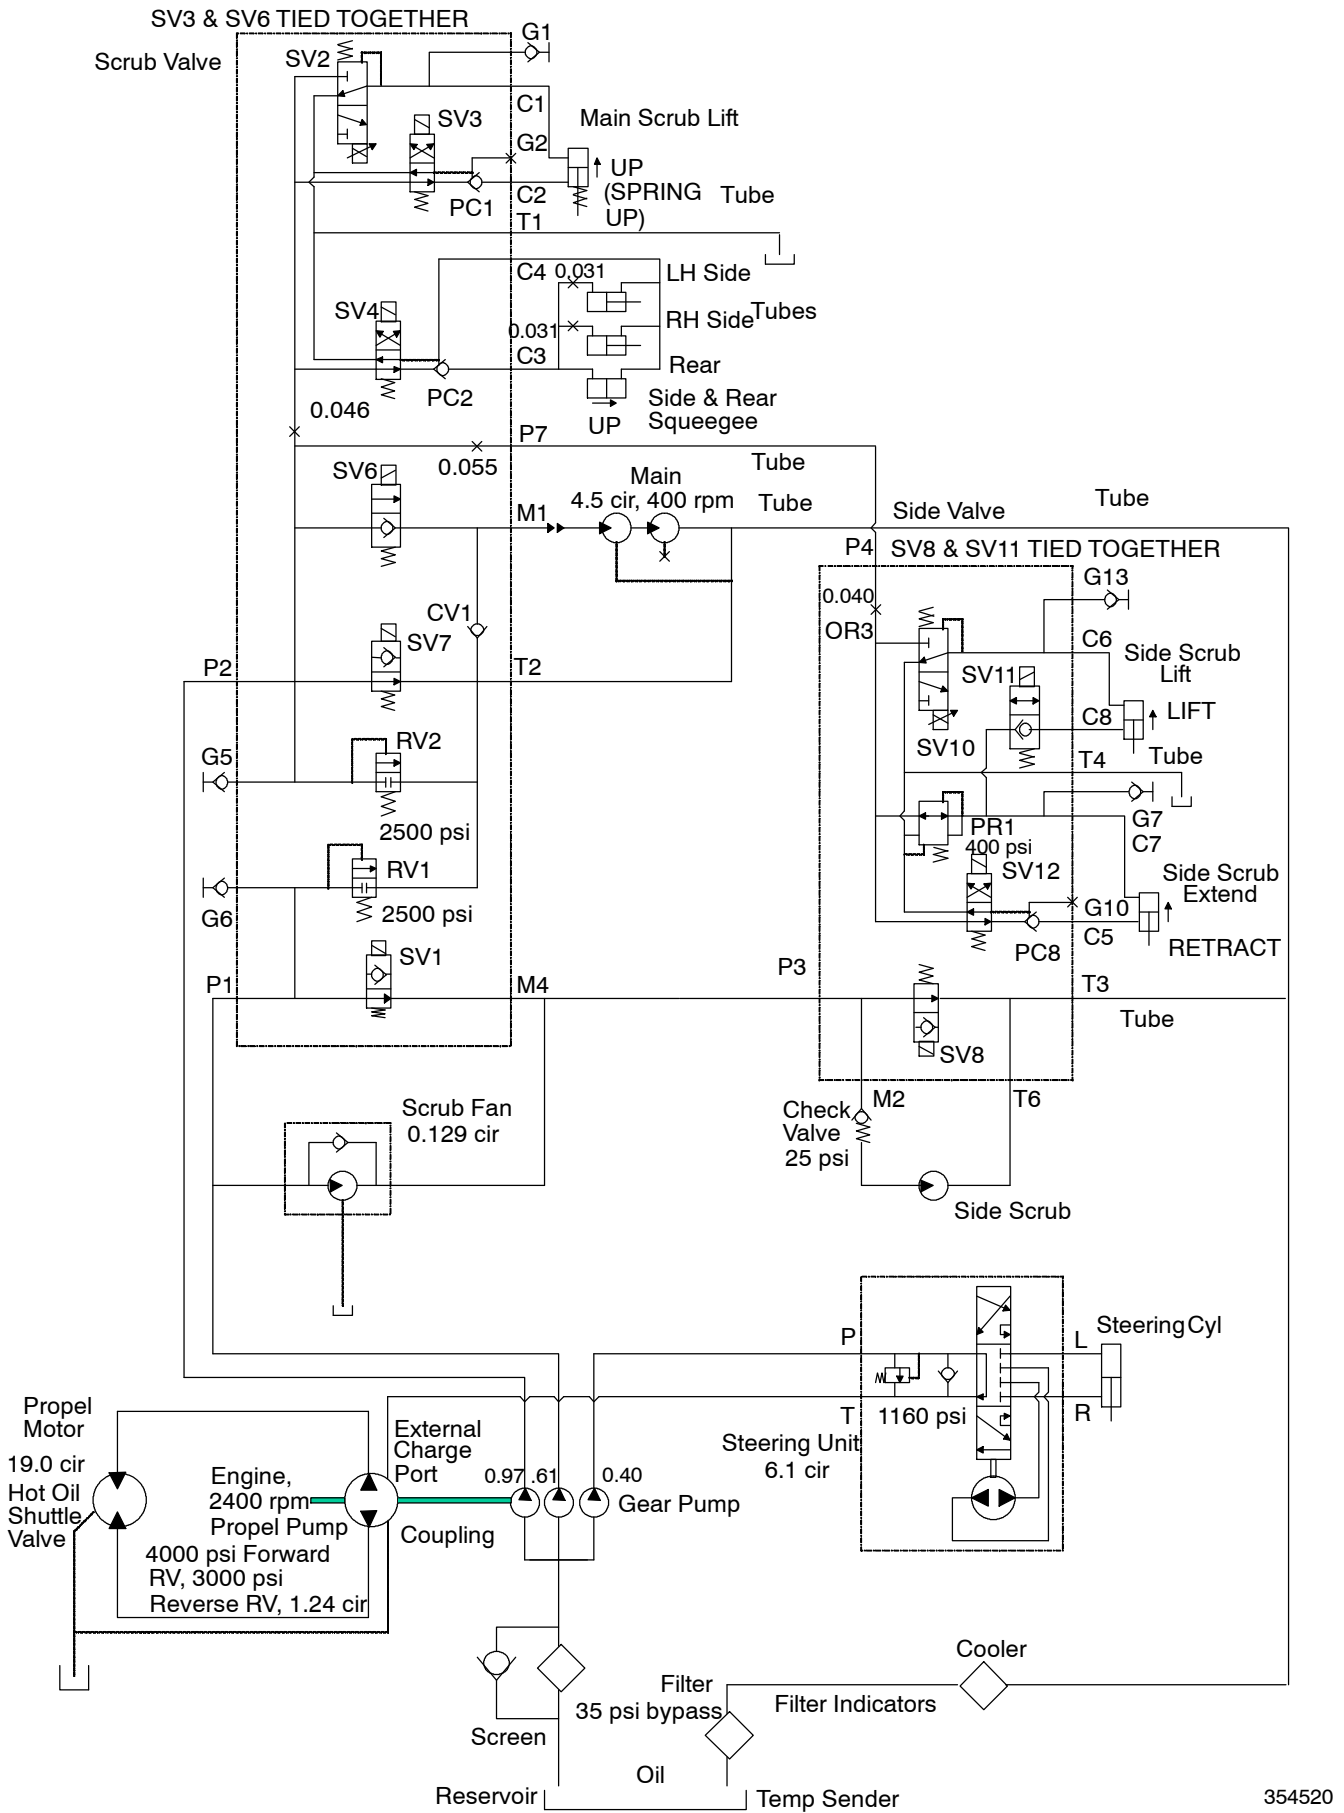 SV3 & SV6 TIED TOGETHER
Scrub Valve
SV2
G1
C1
SV3
Main Scrub Lift
G2
UP
(SPRING
UP)
Tube
C2
PC1
T1
C4
0.031
LH Side
SV4
Tubes
0.031
RH Side
C3
Rear
PC2
Side & Rear
Squeegee
0.046
UP
P7
0.055
Tube
SV6
Main
4.5 cir, 400 rpm
Tube
Tube
M1
Side Valve
P4
SV8 & SV11 TIED TOGETHER
G13
0.040
CV1
OR3
SV7
C6
Side Scrub
Lift
P2
T2
SV11
LIFT
C8
RV2
SV10
G5
T4
Tube
2500 psi
G7
PR1
400 psi
C7
RV1
SV12
Side Scrub
Extend
G6
2500 psi
G10
C5
SV1
PC8
RETRACT
P3
P1
M4
T3
Tube
SV8
Scrub Fan
0.129 cir
M2
T6
Check
Valve
25 psi
Side Scrub
P
L
Steering Cyl
T
1160 psi
R
Steering Unit
6.1 cir
Propel
Motor
External
Charge
Port
19.0 cir
Hot Oil
Shuttle
Valve
Engine,
2400 rpm
Propel Pump
0.97
.61
0.40
Gear Pump
Coupling
4000 psi Forward
RV, 3000 psi
Reverse RV, 1.24 cir
Cooler
Filter
35 psi bypass
Filter Indicators
Screen
Oil
Reservoir
Temp Sender
354520